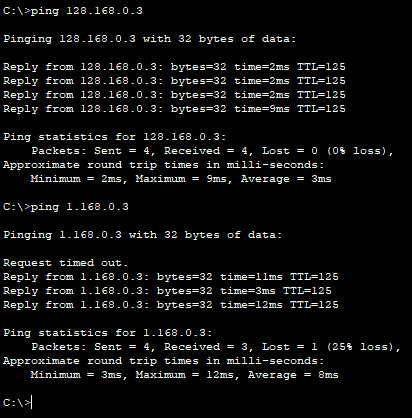 C:\>ping 128.168.0.3
Pinging 128.168.0.3 with 32 bytes of data:
Reply from 128.168.0.3: bytes=32 time=2ms TTL=125
Reply from 128.168.0.3: bytes=32 time=2ms TTL=125
Reply from 128.168.0.3: bytes=32 time=2ms TTL=125
Reply from 128.168.0.3: bytes=32 time=9ms TTL=125
Ping statistics for 128.168.0.3:
    Packets: Sent = 4, Received = 4, Lost = 0 (0% loss),
Approximate round trip times in milli-seconds:
    Minimum = 2ms, Maximum = 9ms, Average = 3ms
C:\>ping 1.168.0.3
Pinging 1.168.0.3 with 32 bytes of data:
Request timed out.
Reply from 1.168.0.3: bytes=32 time=11ms TTL=125
Reply from 1.168.0.3: bytes=32 time=3ms TTL=125
Reply from 1.168.0.3: bytes=32 time=12ms TTL=125
Ping statistics for 1.168.0.3:
    Packets: Sent = 4, Received = 3, Lost = 1 (25% loss),
Approximate round trip times in milli-seconds:
    Minimum = 3ms, Maximum = 12ms, Average = 8ms
C:\>